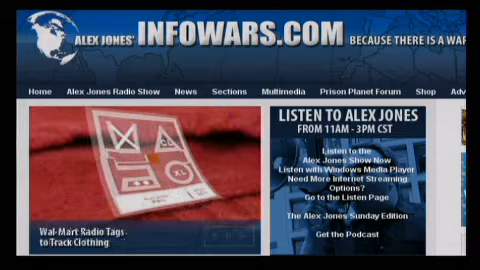 ALEX JONES' INFOWARS.COM BECAUSE THERE IS A WAR
Home Alex Jones Radio Show News Sections Multimedia Prison Planet Forum Shop Adv
XL
Wal-Mart Radio Tags
to Track Clothing
LISTEN TO ALEX JONES
FROM 11AM - 3PM CST
Listen to the
Alex Jones Show Now
Listen with Windows Media Player
Need More Internet Streaming
Options?
Go to the Listen Page
The Alex Jones Sunday Edition
Get the Podcast